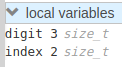 local variables
digit 3 size_t
index 2 size_t